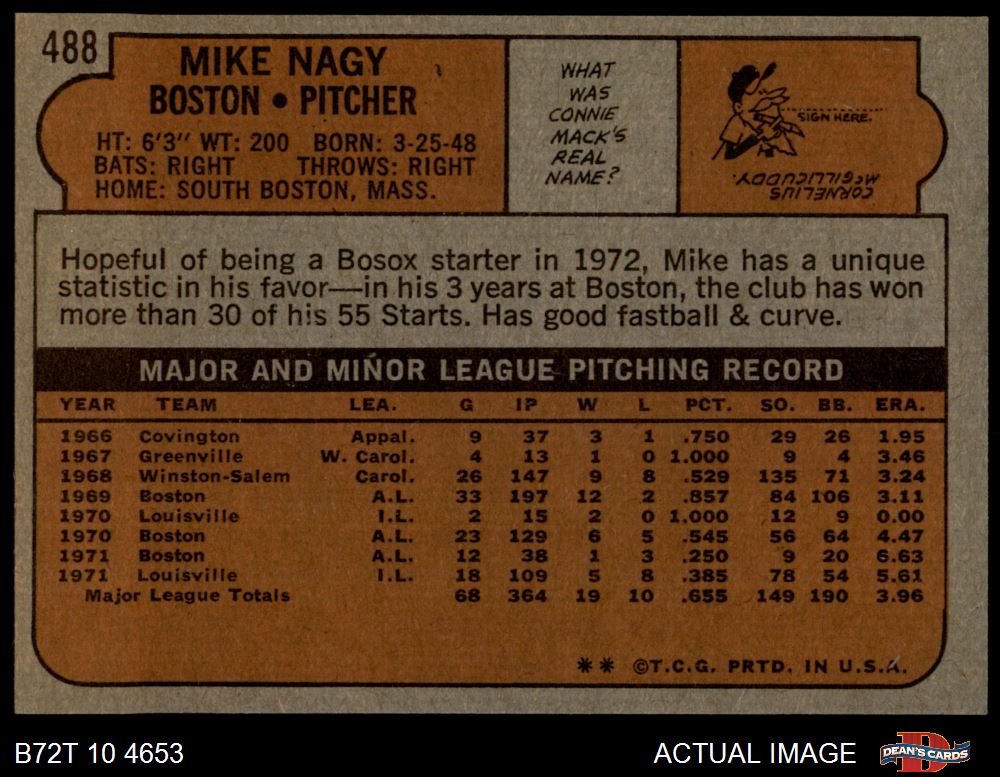 488
MIKE NAGY
BOSTON • PITCHER
HT: 6'3" WT: 200 BORN: 3-25-48
BATS: RIGHT THROWS: RIGHT
HOME: SOUTH BOSTON, MASS.
WHAT
WAS
CONNIE
MACK'S
REAL
NAME?
SIGN HERE.
CORNELIUS
McGILLICUDDY.
Hopeful of being a Bosox starter in 1972, Mike has a unique
statistic in his favor—in his 3 years at Boston, the club has won
more than 30 of his 55 Starts. Has good fastball & curve.
MAJOR AND MINOR LEAGUE PITCHING RECORD
YEAR TEAM LEA. G IP W L PCT. SO. BB. ERA.
1966 Covington Appal. 9 37 3 1 .750 29 26 1.95
1967 Greenville W. Carol. 4 13 1 0 1.000 9 4 3.46
1968 Winston-Salem Carol. 26 147 9 8 .529 135 71 3.24
1969 Boston A.L. 33 197 12 2 .857 84 106 3.11
1970 Louisville I.L. 2 15 2 0 1.000 12 9 0.00
1970 Boston A.L. 23 129 6 5 .545 56 64 4.47
1971 Boston A.L. 12 38 1 3 .250 9 20 6.63
1971 Louisville I.L. 18 109 5 8 .385 78 54 5.61
Major League Totals 68 364 19 10 .655 149 190 3.96
** ©T.C.G. PRTD. IN U.S.A.
B72T 10 4653
ACTUAL IMAGE
DEAN'S CARDS